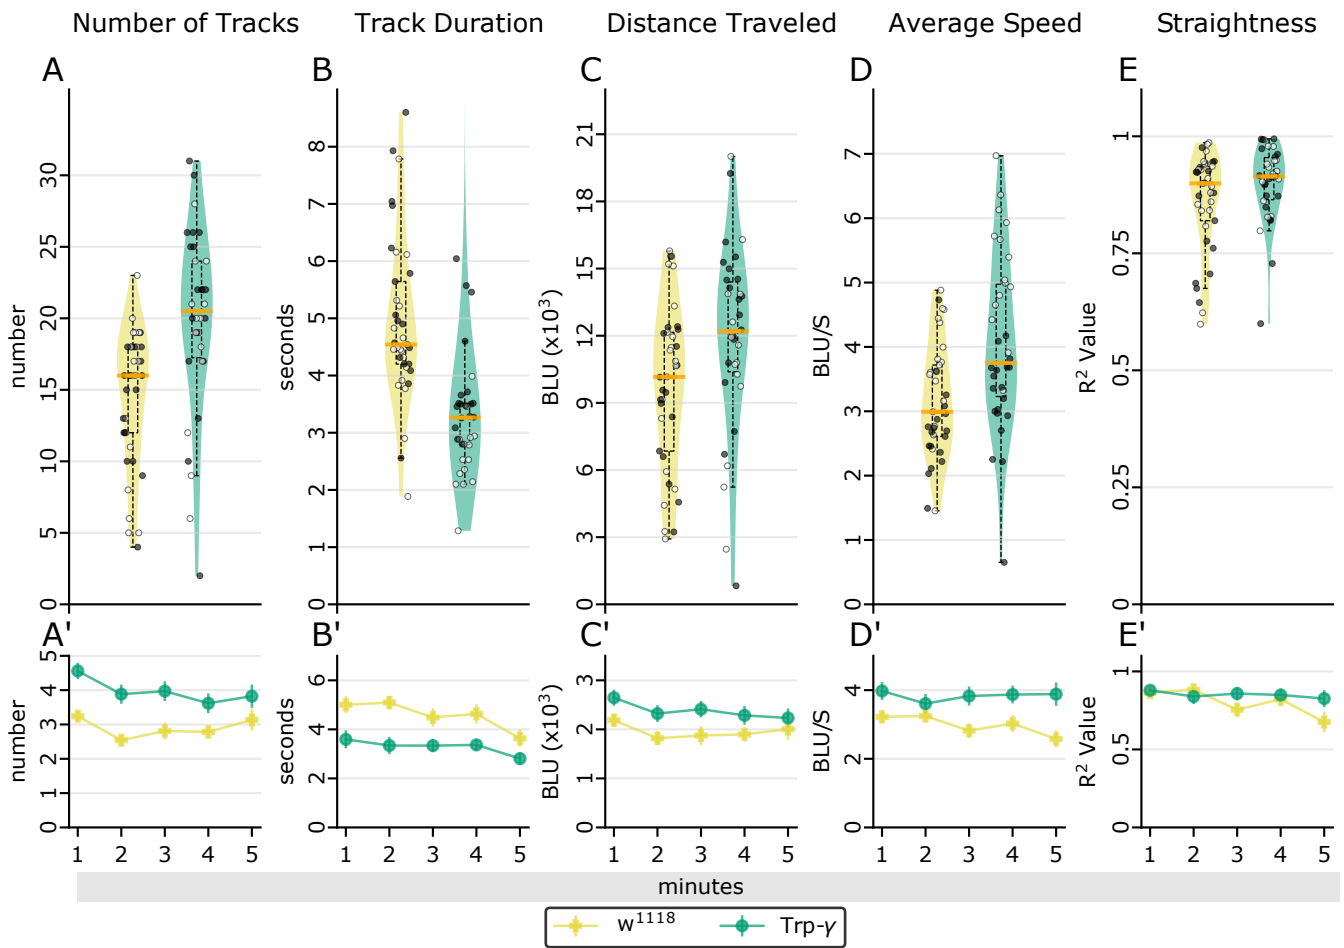 Number of Tracks
Track Duration
Distance Traveled
Average Speed
Straightness
A
B
C
D
E
number
0
5
10
15
20
25
30
seconds
0
1
2
3
4
5
6
7
8
BLU (x10³)
0
3
6
9
12
15
18
21
BLU/S
0
1
2
3
4
5
6
7
R² Value
0
0.25
0.5
0.75
1
A'
B'
C'
D'
E'
number
0
1
2
3
4
5
seconds
0
2
4
6
BLU (x10³)
0
1
2
3
BLU/S
0
2
4
R² Value
0
0.5
1
1 2 3 4 5
1 2 3 4 5
1 2 3 4 5
1 2 3 4 5
1 2 3 4 5
minutes
w¹¹¹⁸ Trp-γ